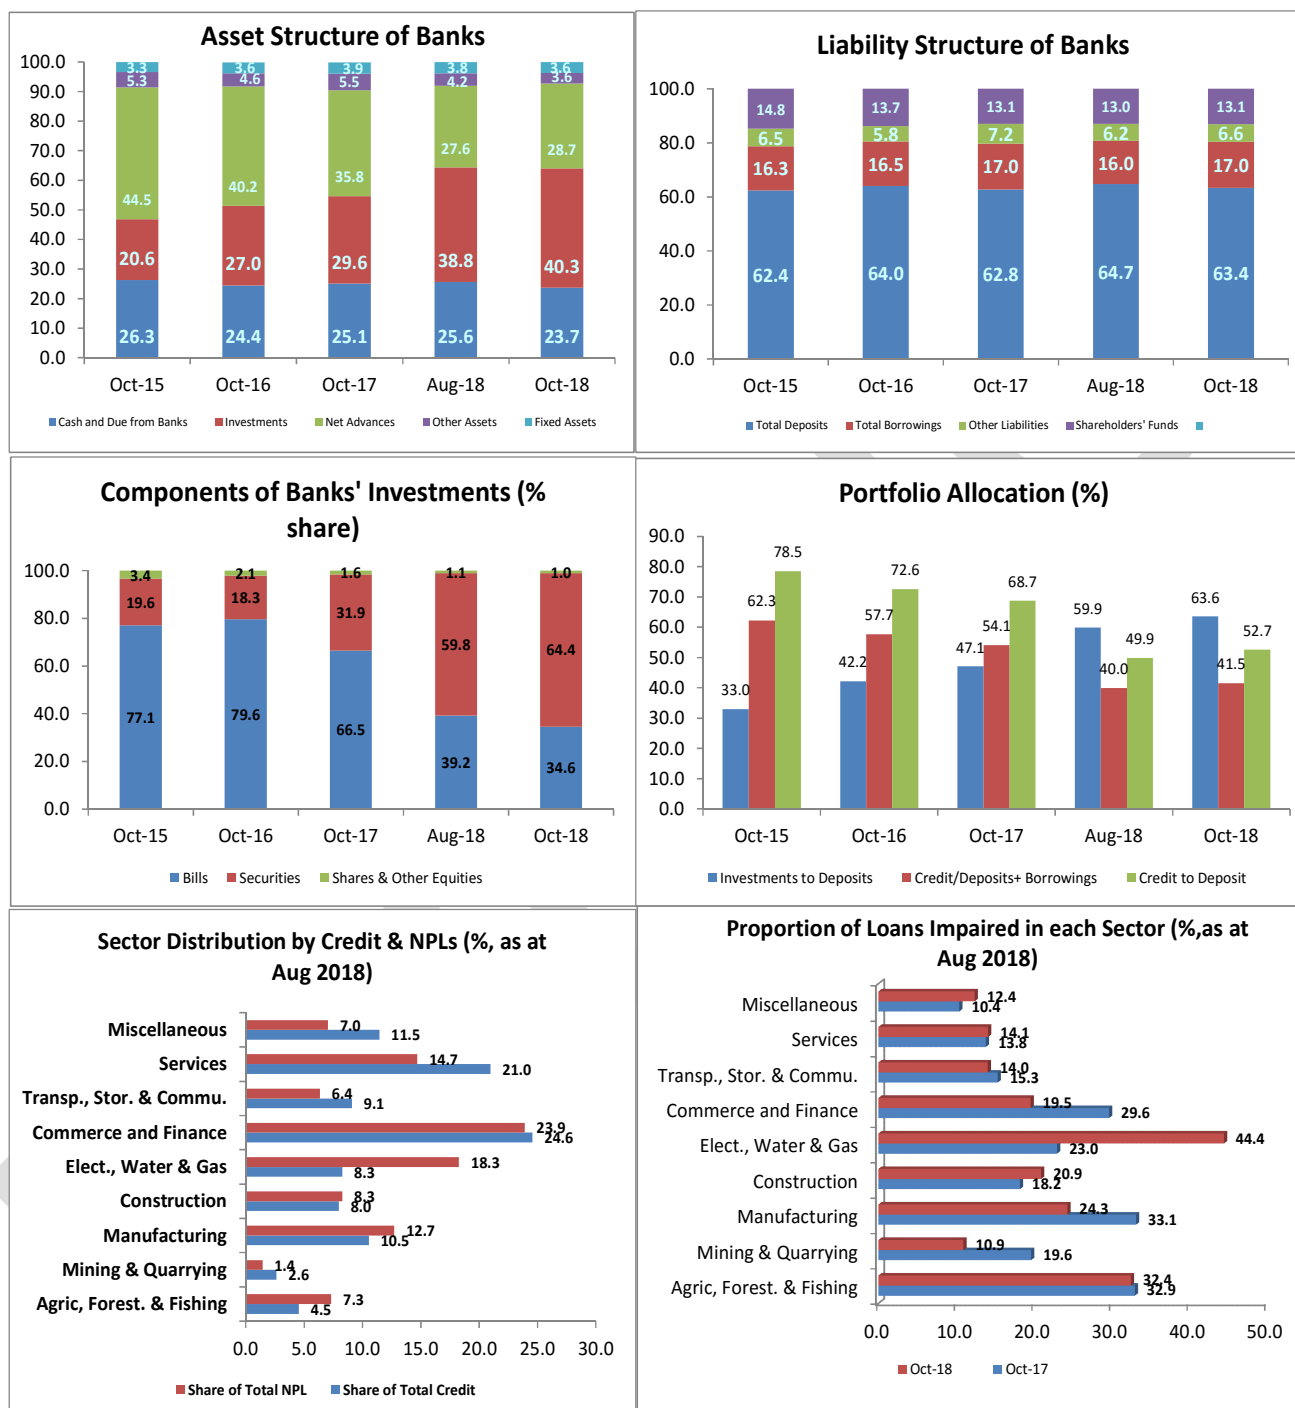 Asset Structure of Banks
100.0
90.0
80.0
70.0
60.0
50.0
40.0
30.0
20.0
10.0
0.0
3.3 3.6 3.9 3.8 3.6
5.3 4.6 5.5 4.2 3.6
44.5 40.2 35.8 27.6 28.7
20.6 27.0 29.6 38.8 40.3
26.3 24.4 25.1 25.6 23.7
Oct-15 Oct-16 Oct-17 Aug-18 Oct-18
Cash and Due from Banks Investments Net Advances Other Assets Fixed Assets
Liability Structure of Banks
100.0
80.0
60.0
40.0
20.0
0.0
14.8 13.7 13.1 13.0 13.1
6.5 5.8 7.2 6.2 6.6
16.3 16.5 17.0 16.0 17.0
62.4 64.0 62.8 64.7 63.4
Oct-15 Oct-16 Oct-17 Aug-18 Oct-18
Total Deposits Total Borrowings Other Liabilities Shareholders' Funds
Components of Banks' Investments (%
share)
100.0
80.0
60.0
40.0
20.0
0.0
3.4 2.1 1.6 1.1 1.0
19.6 18.3 31.9 59.8 64.4
77.1 79.6 66.5 39.2 34.6
Oct-15 Oct-16 Oct-17 Aug-18 Oct-18
Bills Securities Shares & Other Equities
Portfolio Allocation (%)
90.0
80.0
70.0
60.0
50.0
40.0
30.0
20.0
10.0
0.0
33.0 62.3 78.5
42.2 57.7 72.6
47.1 54.1 68.7
59.9 40.0 49.9
63.6 41.5 52.7
Oct-15 Oct-16 Oct-17 Aug-18 Oct-18
Investments to Deposits Credit/Deposits+ Borrowings Credit to Deposit
Sector Distribution by Credit & NPLs (%, as at
Aug 2018)
Miscellaneous 7.0 11.5
Services 14.7 21.0
Transp., Stor. & Commu. 6.4 9.1
Commerce and Finance 23.9 24.6
Elect., Water & Gas 18.3 8.3
Construction 8.3 8.0
Manufacturing 12.7 10.5
Mining & Quarrying 1.4 2.6
Agric, Forest. & Fishing 7.3 4.5
0.0 5.0 10.0 15.0 20.0 25.0 30.0
Share of Total NPL Share of Total Credit
Proportion of Loans Impaired in each Sector (%,as at
Aug 2018)
Miscellaneous 12.4 10.4
Services 14.1 13.8
Transp., Stor. & Commu. 14.0 15.3
Commerce and Finance 19.5 29.6
Elect., Water & Gas 44.4 23.0
Construction 20.9 18.2
Manufacturing 24.3 33.1
Mining & Quarrying 10.9 19.6
Agric, Forest. & Fishing 32.4 32.9
0.0 10.0 20.0 30.0 40.0 50.0
Oct-18 Oct-17